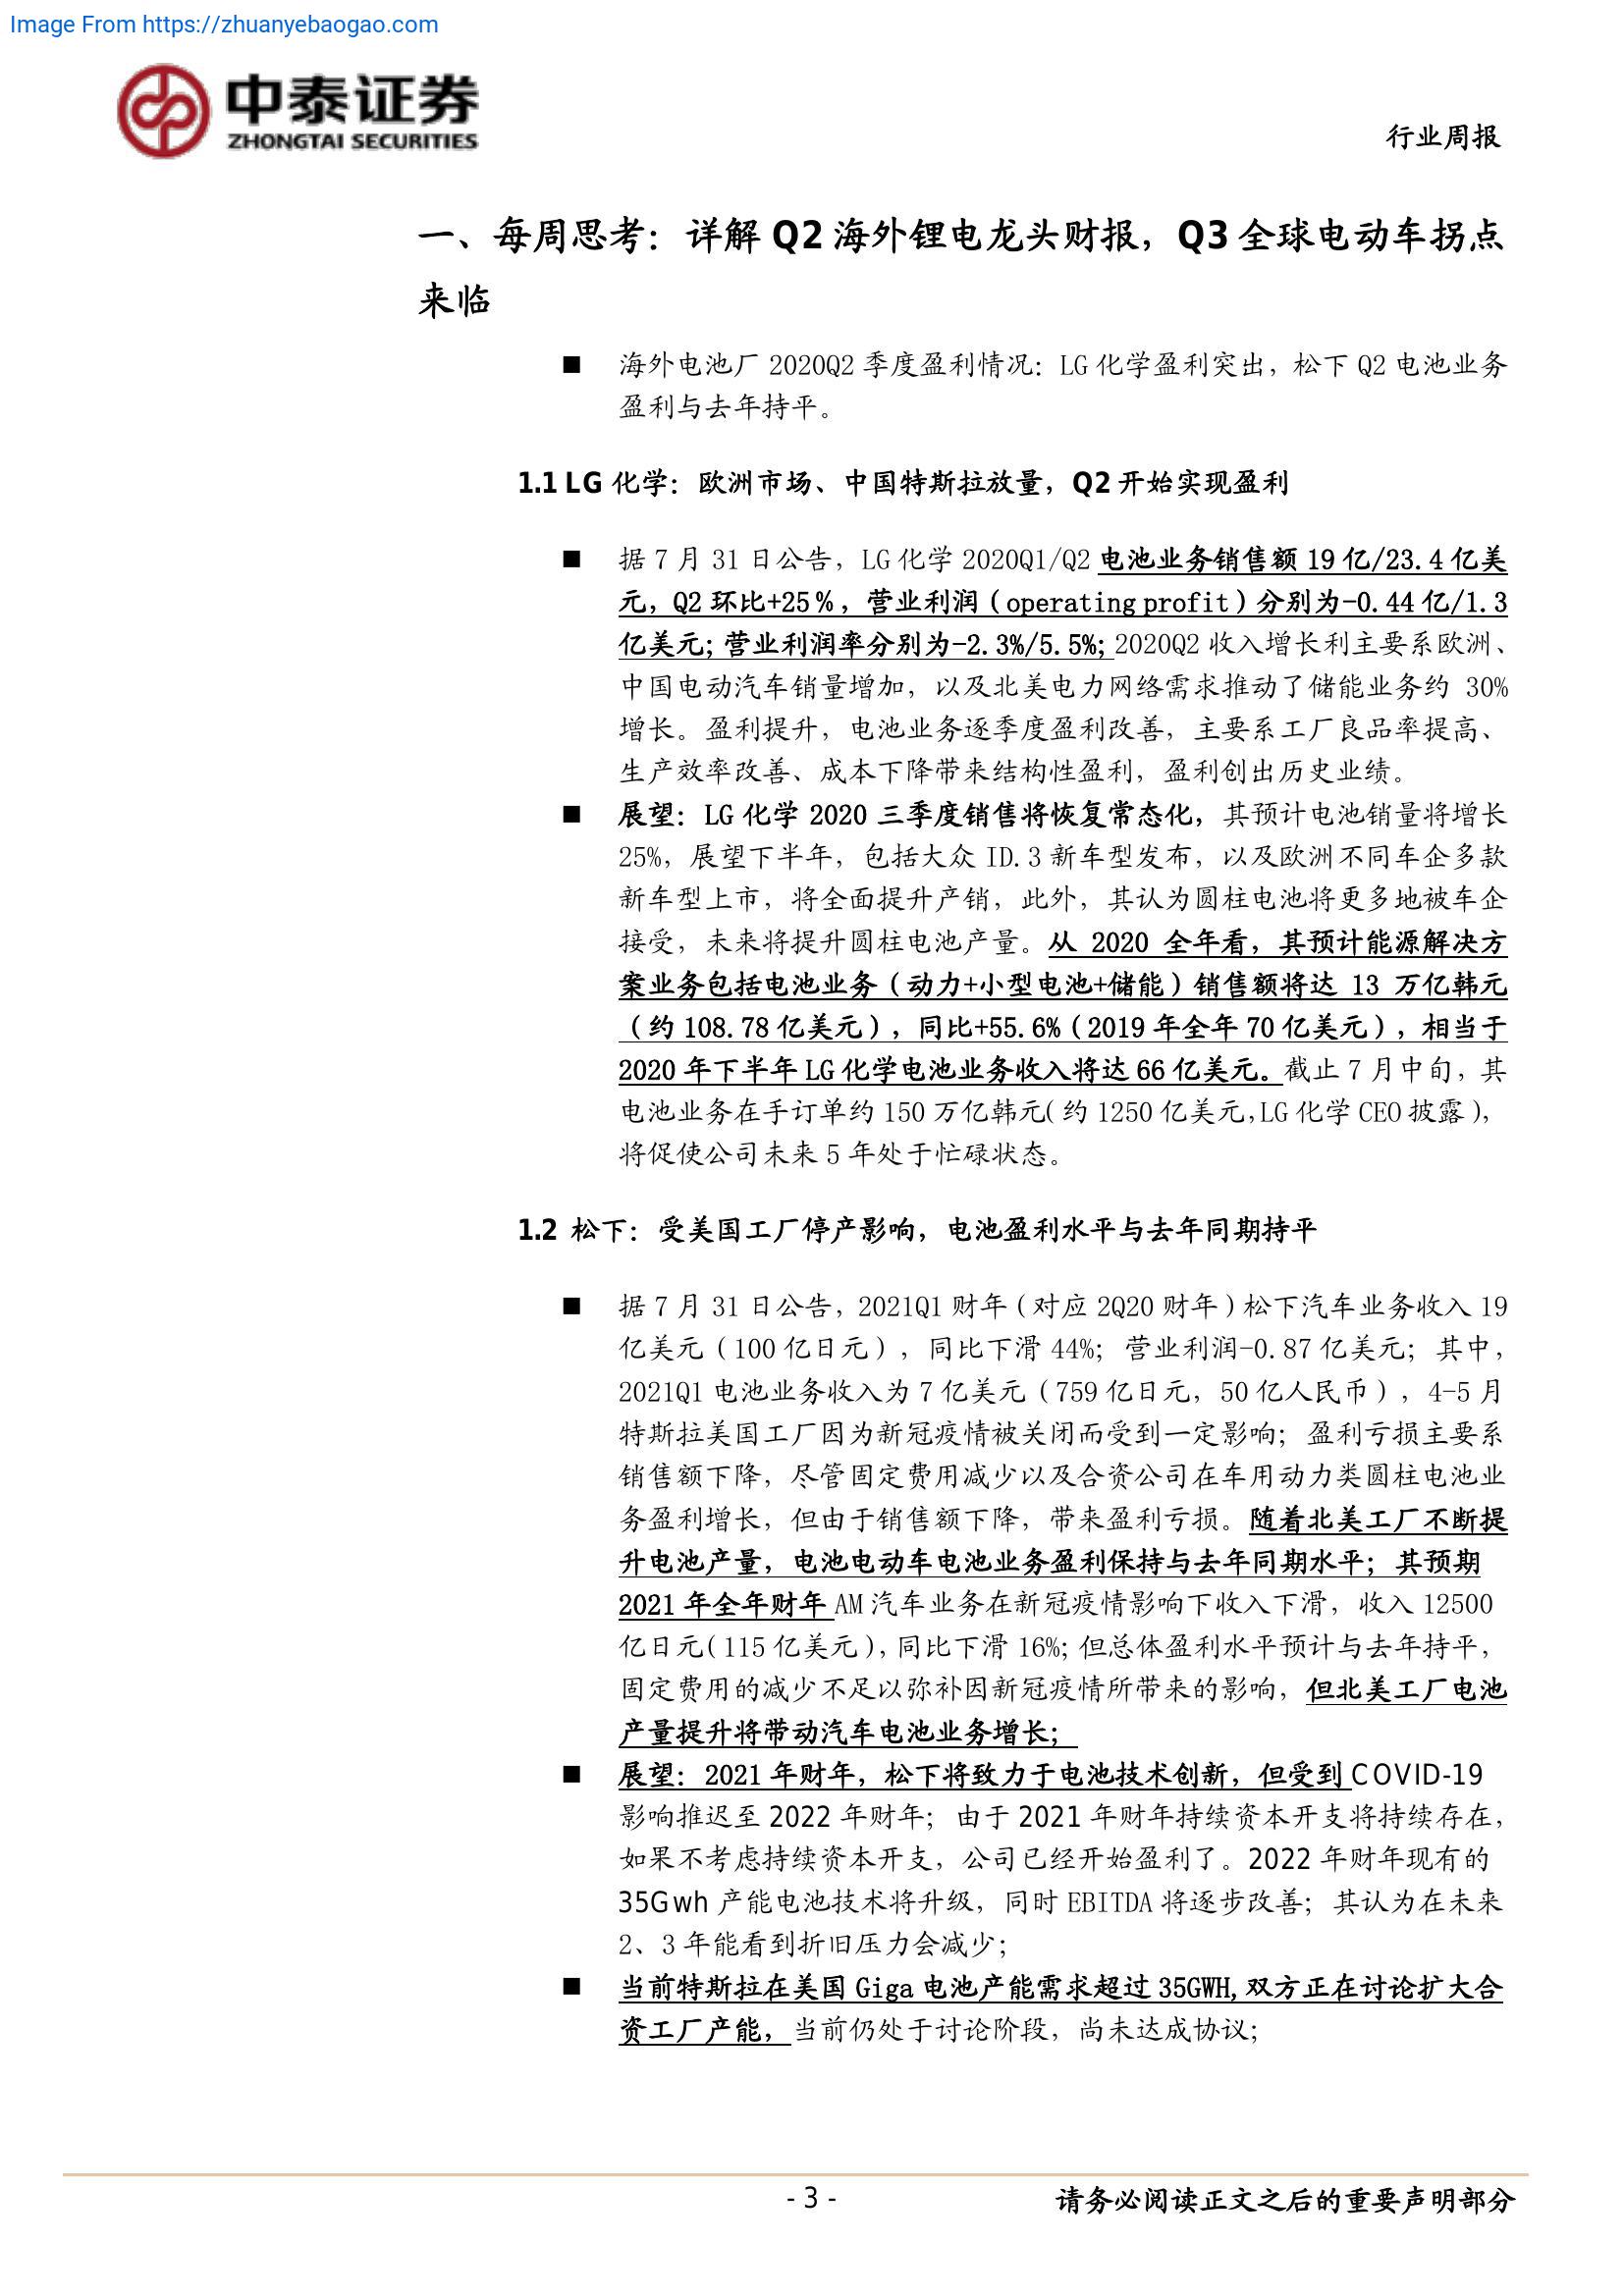 Image From https://zhuanyebaogao.com
中泰证券
ZHONGTAI SECURITIES
行业周报
一、每周思考：详解 Q2 海外锂电龙头财报，Q3 全球电动车拐点
来临
■ 海外电池厂 2020Q2 季度盈利情况：LG 化学盈利突出，松下 Q2 电池业务
盈利与去年持平。
1.1 LG 化学：欧洲市场、中国特斯拉放量，Q2 开始实现盈利
■ 据 7 月 31 日公告，LG 化学 2020Q1/Q2 电池业务销售额 19 亿/23.4 亿美
元，Q2 环比+25%，营业利润（operating profit）分别为-0.44 亿/1.3
亿美元；营业利润率分别为-2.3%/5.5%；2020Q2 收入增长利主要系欧洲、
中国电动汽车销量增加，以及北美电力网络需求推动了储能业务约 30%
增长。盈利提升，电池业务逐季度盈利改善，主要系工厂良品率提高、
生产效率改善、成本下降带来结构性盈利，盈利创出历史业绩。
■ 展望：LG 化学 2020 三季度销售将恢复常态化，其预计电池销量将增长
25%，展望下半年，包括大众 ID.3 新车型发布，以及欧洲不同车企多款
新车型上市，将全面提升产销，此外，其认为圆柱电池将更多地被车企
接受，未来将提升圆柱电池产量。从 2020 全年看，其预计能源解决方
案业务包括电池业务（动力+小型电池+储能）销售额将达 13 万亿韩元
（约 108.78 亿美元），同比+55.6%（2019 年全年 70 亿美元），相当于
2020 年下半年 LG 化学电池业务收入将达 66 亿美元。截止 7 月中旬，其
电池业务在手订单约 150 万亿韩元（约 1250 亿美元，LG 化学 CEO 披露），
将促使公司未来 5 年处于忙碌状态。
1.2 松下：受美国工厂停产影响，电池盈利水平与去年同期持平
■ 据 7 月 31 日公告，2021Q1 财年（对应 2Q20 财年）松下汽车业务收入 19
亿美元（100 亿日元），同比下滑 44%；营业利润-0.87 亿美元；其中，
2021Q1 电池业务收入为 7 亿美元（759 亿日元，50 亿人民币），4-5 月
特斯拉美国工厂因为新冠疫情被关闭而受到一定影响；盈利亏损主要系
销售额下降，尽管固定费用减少以及合资公司在车用动力类圆柱电池业
务盈利增长，但由于销售额下降，带来盈利亏损。随着北美工厂不断提
升电池产量，电池电动车电池业务盈利保持与去年同期水平；其预期
2021 年全年财年 AM 汽车业务在新冠疫情影响下收入下滑，收入 12500
亿日元（115 亿美元），同比下滑 16%；但总体盈利水平预计与去年持平，
固定费用的减少不足以弥补因新冠疫情所带来的影响，但北美工厂电池
产量提升将带动汽车电池业务增长；
■ 展望：2021 年财年，松下将致力于电池技术创新，但受到 COVID-19
影响推迟至 2022 年财年；由于 2021 年财年持续资本开支将持续存在，
如果不考虑持续资本开支，公司已经开始盈利了。2022 年财年现有的
35Gwh 产能电池技术将升级，同时 EBITDA 将逐步改善；其认为在未来
2、3 年能看到折旧压力会减少；
■ 当前特斯拉在美国 Giga 电池产能需求超过 35GWH，双方正在讨论扩大合
资工厂产能，当前仍处于讨论阶段，尚未达成协议；
- 3 -
请务必阅读正文之后的重要声明部分